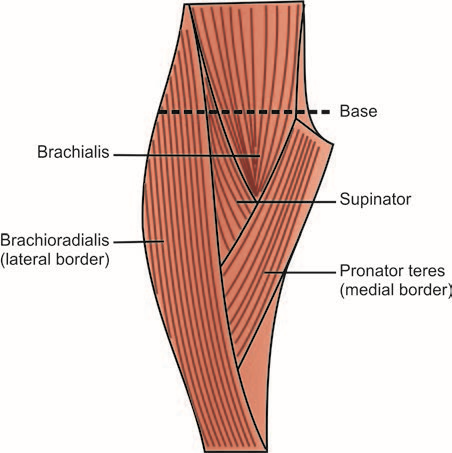 Base
Brachialis
Supinator
Brachioradialis
(lateral border)
Pronator teres
(medial border)